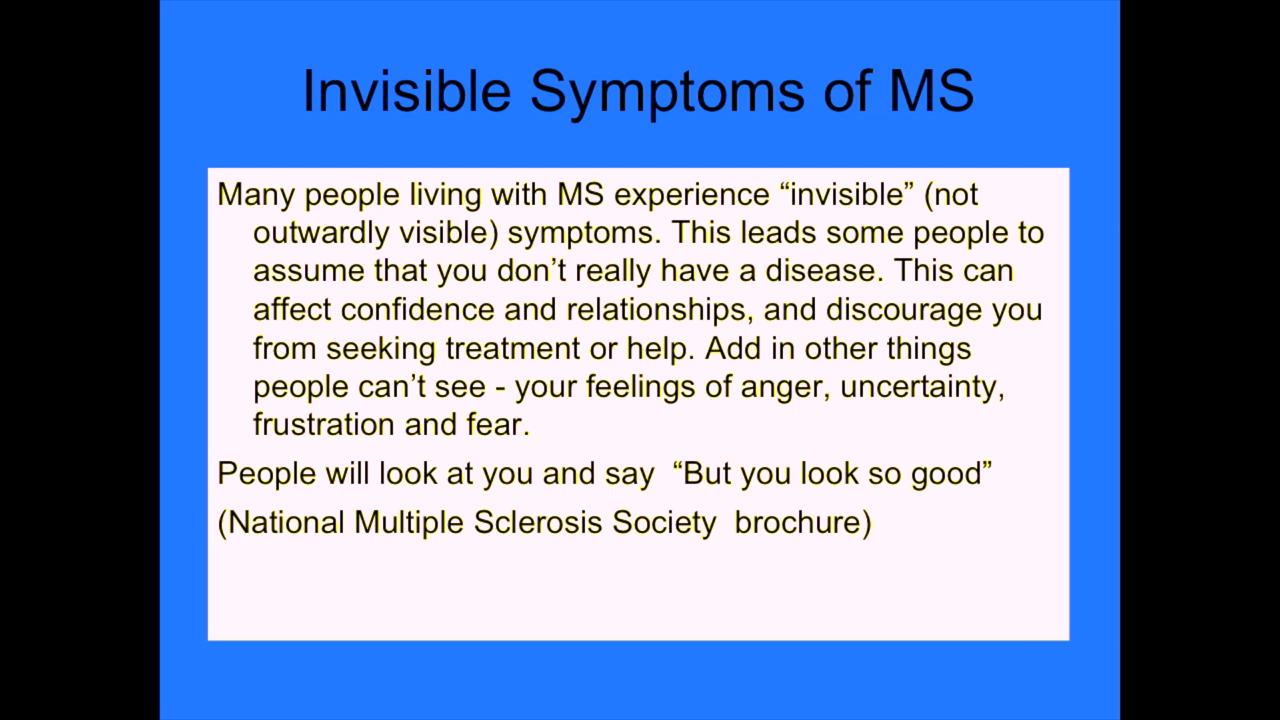 Invisible Symptoms of MS
Many people living with MS experience “invisible” (not
outwardly visible) symptoms. This leads some people to
assume that you don’t really have a disease. This can
affect confidence and relationships, and discourage you
from seeking treatment or help. Add in other things
people can’t see - your feelings of anger, uncertainty,
frustration and fear.
People will look at you and say  “But you look so good”
(National Multiple Sclerosis Society  brochure)